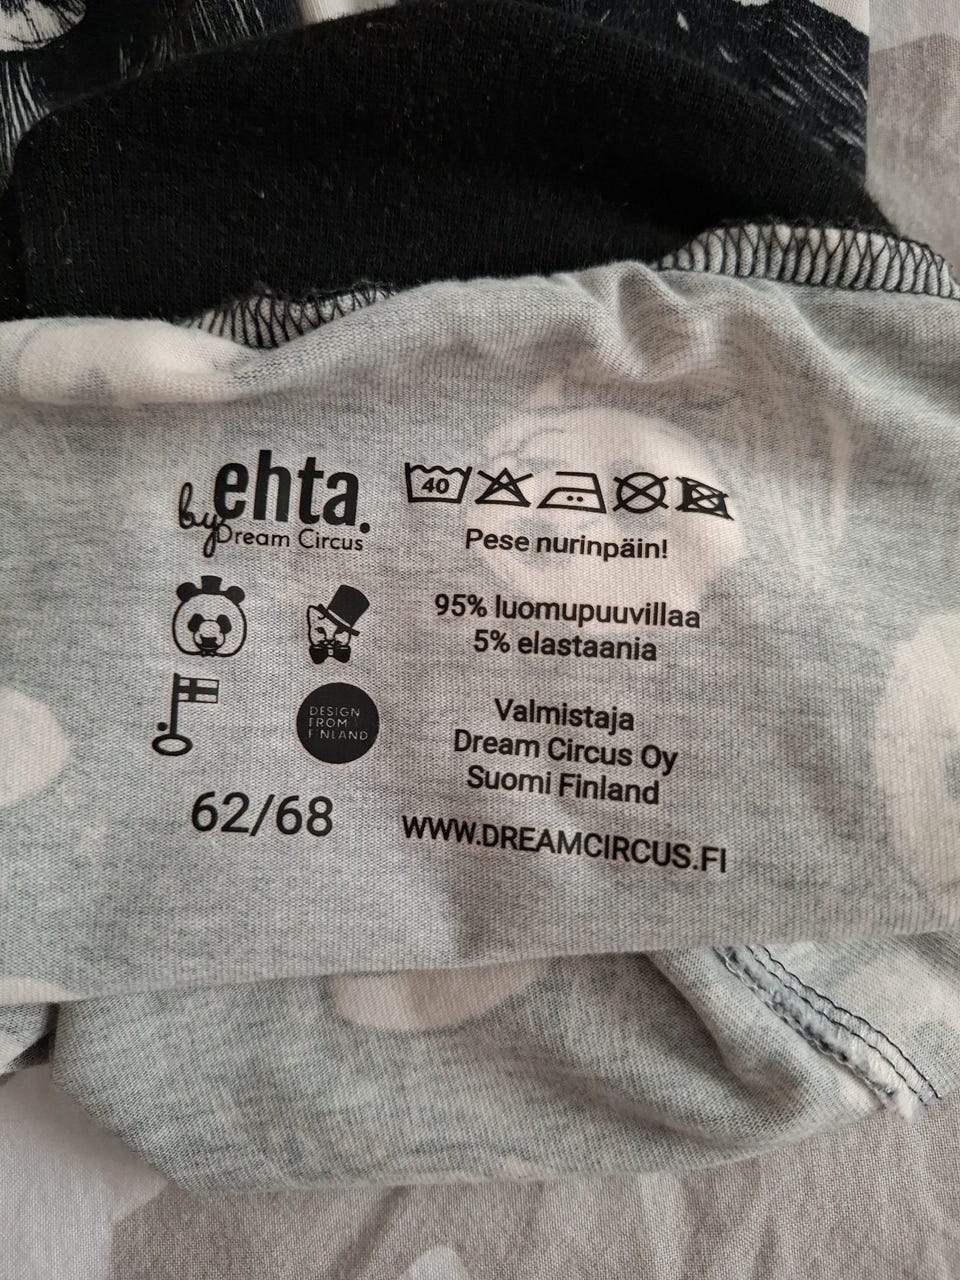 ehta.
by Dream Circus
40
Pese nurinpäin!
95% luomupuuvillaa
5% elastaania
DESIGN
FROM
FINLAND
Valmistaja
Dream Circus Oy
Suomi Finland
62/68
WWW.DREAMCIRCUS.FI